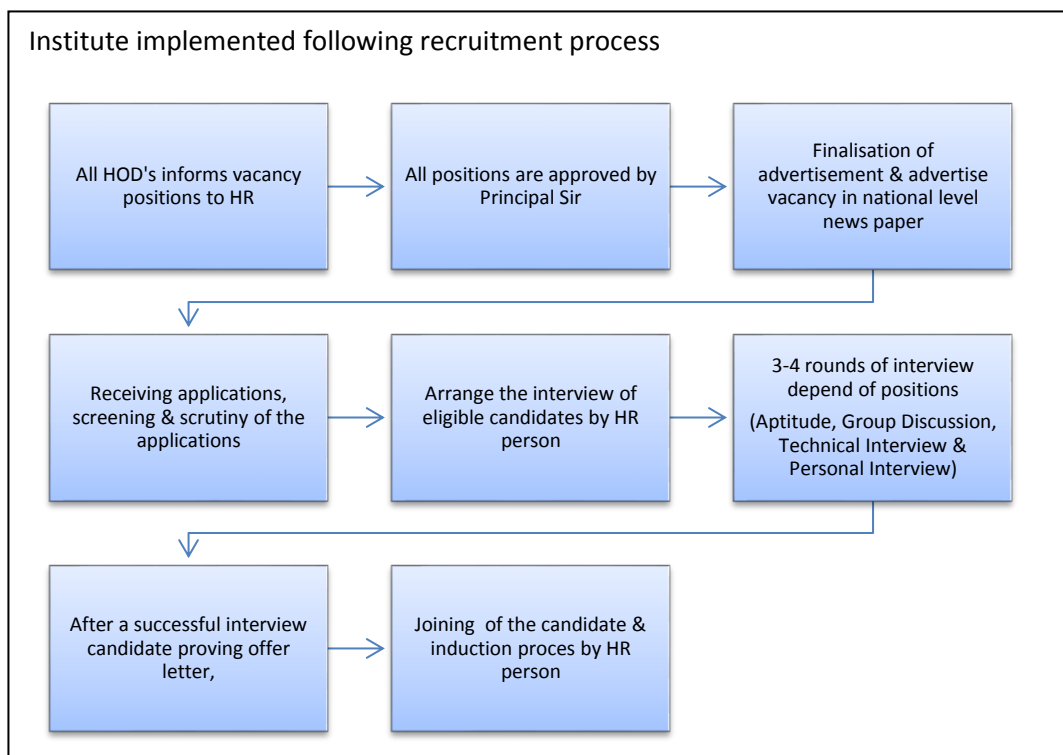 Institute implemented following recruitment process
All HOD's informs vacancy
positions to HR
All positions are approved by
Principal Sir
Finalisation of
advertisement & advertise
vacancy in national level
news paper
Receiving applications,
screening & scrutiny of the
applications
Arrange the interview of
eligible candidates by HR
person
3-4 rounds of interview
depend of positions
(Aptitude, Group Discussion,
Technical Interview &
Personal Interview)
After a successful interview
candidate proving offer
letter,
Joining of the candidate &
induction proces by HR
person